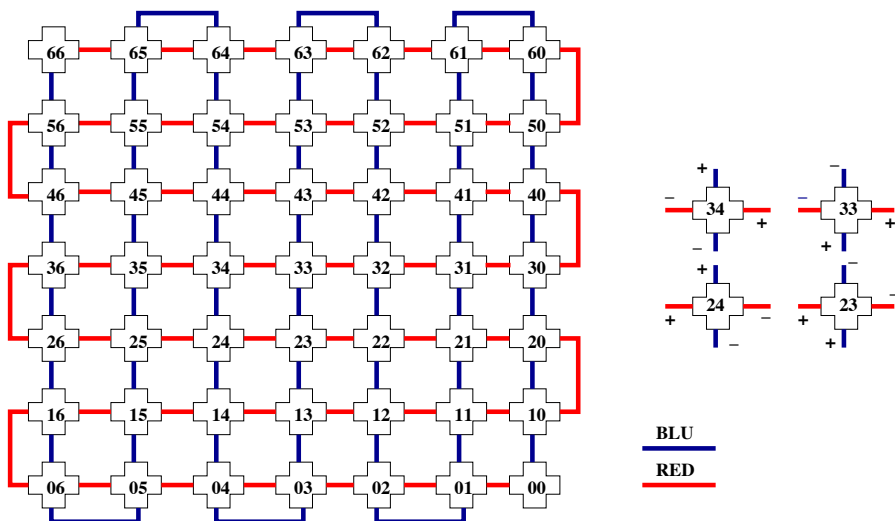 66 65 64 63 62 61 60
56 55 54 53 52 51 50
46 45 44 43 42 41 40
36 35 34 33 32 31 30
26 25 24 23 22 21 20
16 15 14 13 12 11 10
06 05 04 03 02 01 00
+ −
− 34 + − 33 +
− +
+ −
+ 24 − + 23 −
− +
BLU
RED